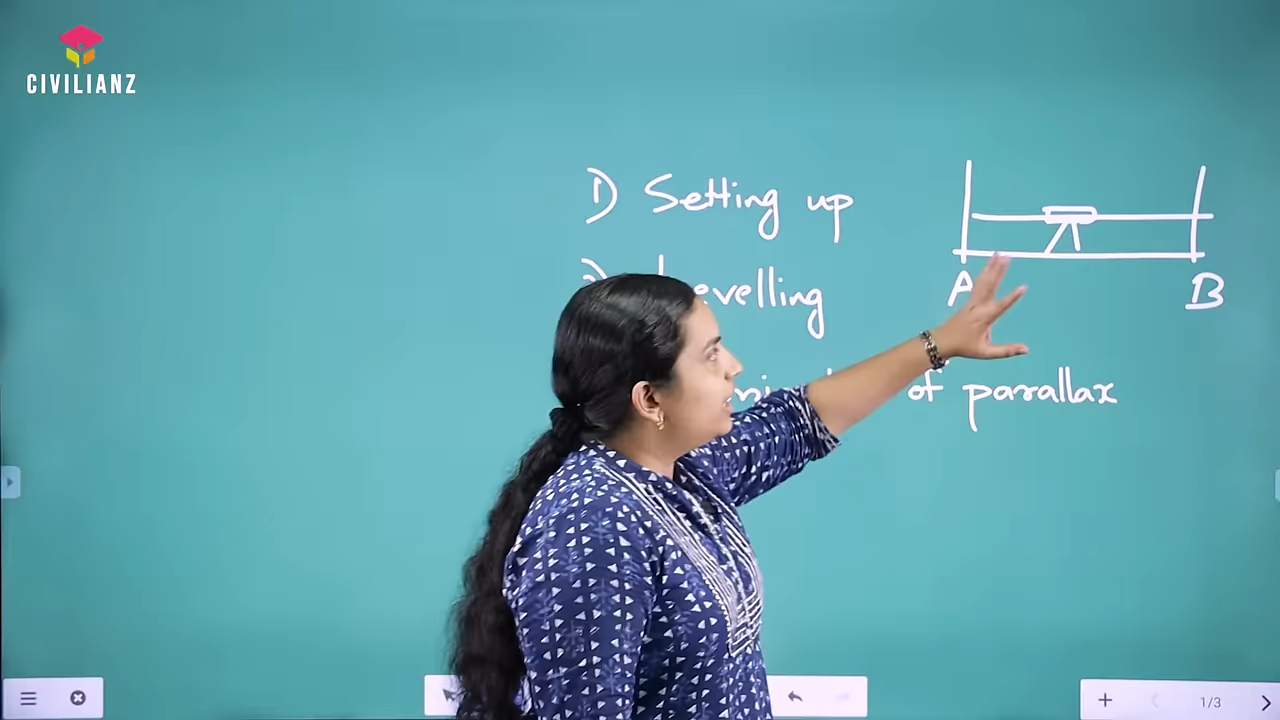 CIVILIANZ
1) Setting up
evelling
of parallax
A
B
1/3